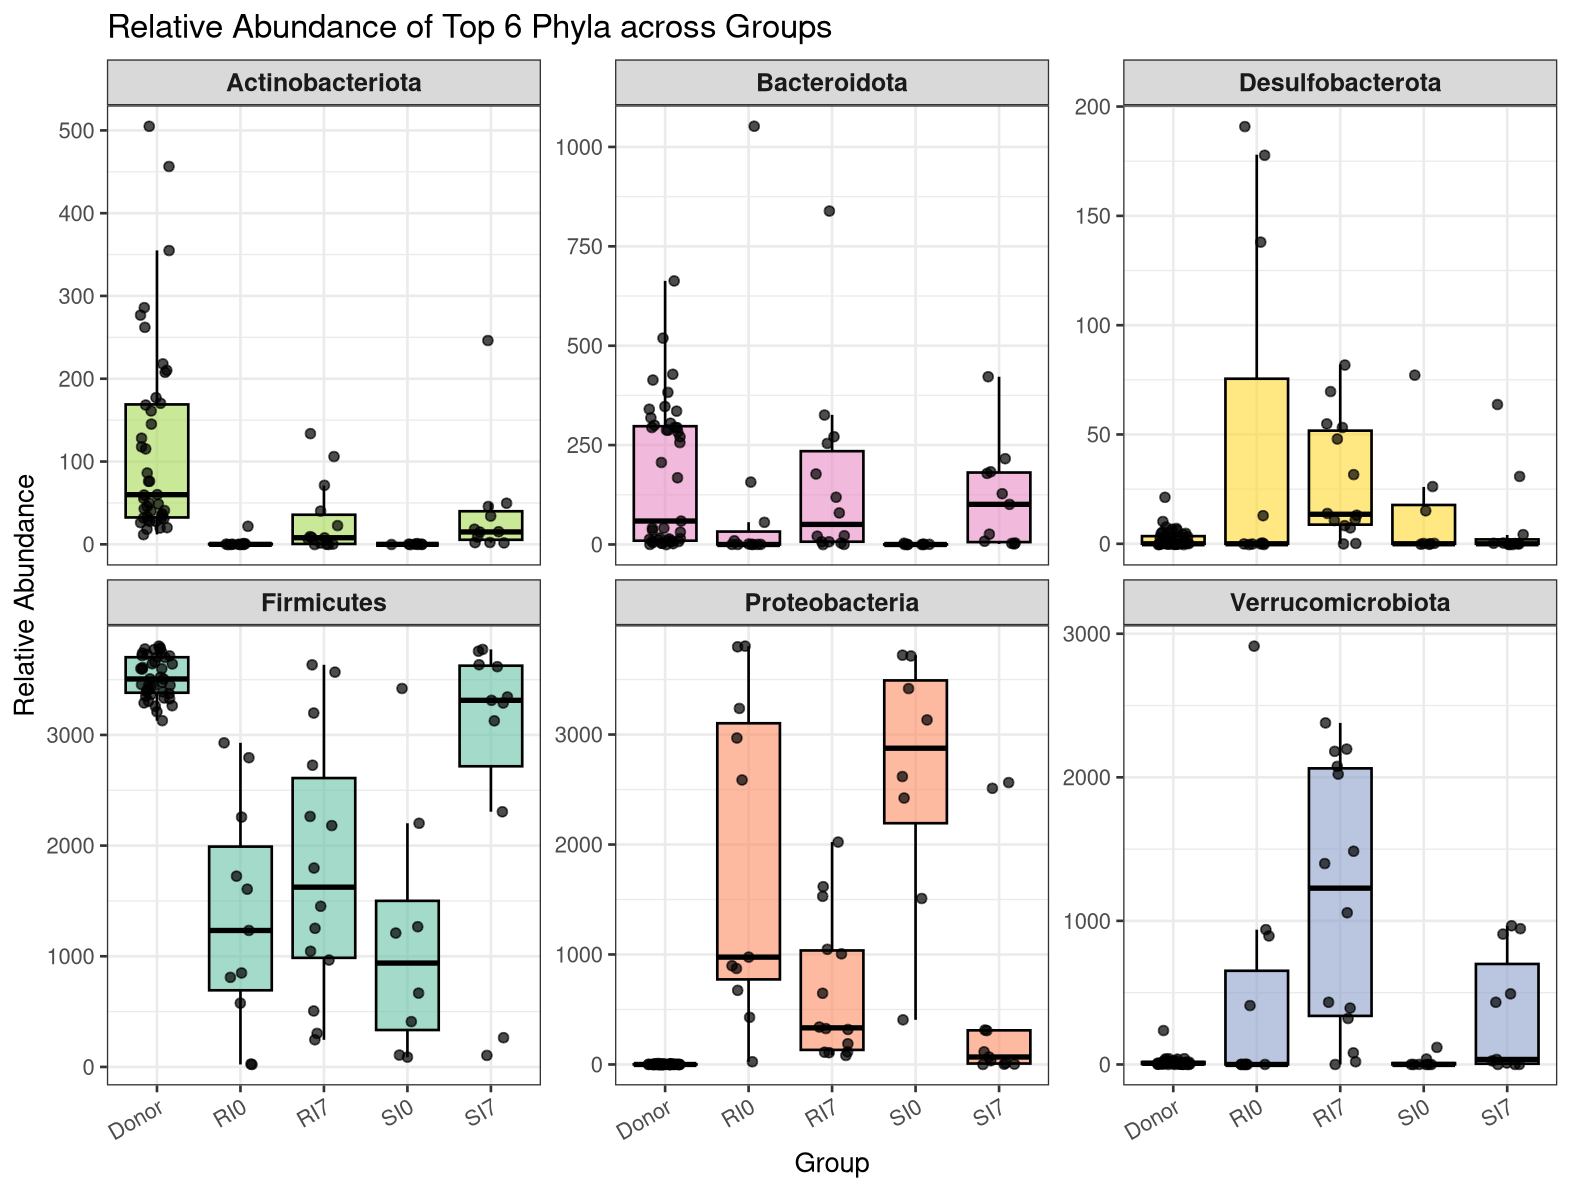 Relative Abundance of Top 6 Phyla across Groups
Actinobacteriota
Bacteroidota
Desulfobacterota
500
400
300
200
100
0
1000
750
500
250
0
200
150
100
50
0
Relative Abundance
Firmicutes
Proteobacteria
Verrucomicrobiota
3000
2000
1000
0
3000
2000
1000
0
3000
2000
1000
0
Donor RI0 RI7 SI0 SI7
Donor RI0 RI7 SI0 SI7
Donor RI0 RI7 SI0 SI7
Group